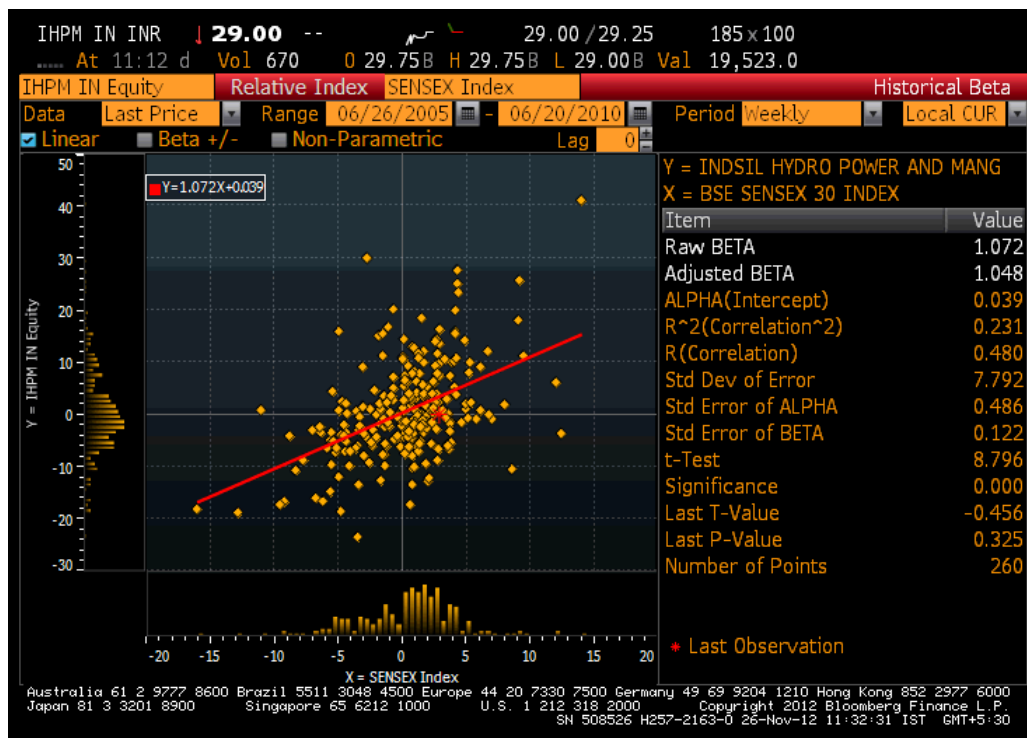 IHPM IN INR ↓ 29.00 -- 29.00 / 29.25 185 x 100
At 11:12 d Vol 670 O 29.75B H 29.75B L 29.00B Val 19,523.0
IHPM IN Equity Relative Index SENSEX Index Historical Beta
Data Last Price Range 06/26/2005 - 06/20/2010 Period Weekly Local CUR
Linear Beta +/- Non-Parametric Lag 0
Y = INDSIL HYDRO POWER AND MANG
X = BSE SENSEX 30 INDEX
Item Value
Raw BETA 1.072
Adjusted BETA 1.048
ALPHA(Intercept) 0.039
R^2(Correlation^2) 0.231
R(Correlation) 0.480
Std Dev of Error 7.792
Std Error of ALPHA 0.486
Std Error of BETA 0.122
t-Test 8.796
Significance 0.000
Last T-Value -0.456
Last P-Value 0.325
Number of Points 260
* Last Observation
Y=1.072X+0.039
Y = IHPM IN Equity
50
40
30
20
10
0
-10
-20
-30
-20 -15 -10 -5 0 5 10 15 20
X = SENSEX Index
Australia 61 2 9777 8600 Brazil 5511 3048 4500 Europe 44 20 7330 7500 Germany 49 69 9204 1210 Hong Kong 852 2977 6000
Japan 81 3 3201 8900 Singapore 65 6212 1000 U.S. 1 212 318 2000 Copyright 2012 Bloomberg Finance L.P.
SN 508526 H257-2163-0 26-Nov-12 11:32:31 IST GMT+5:30